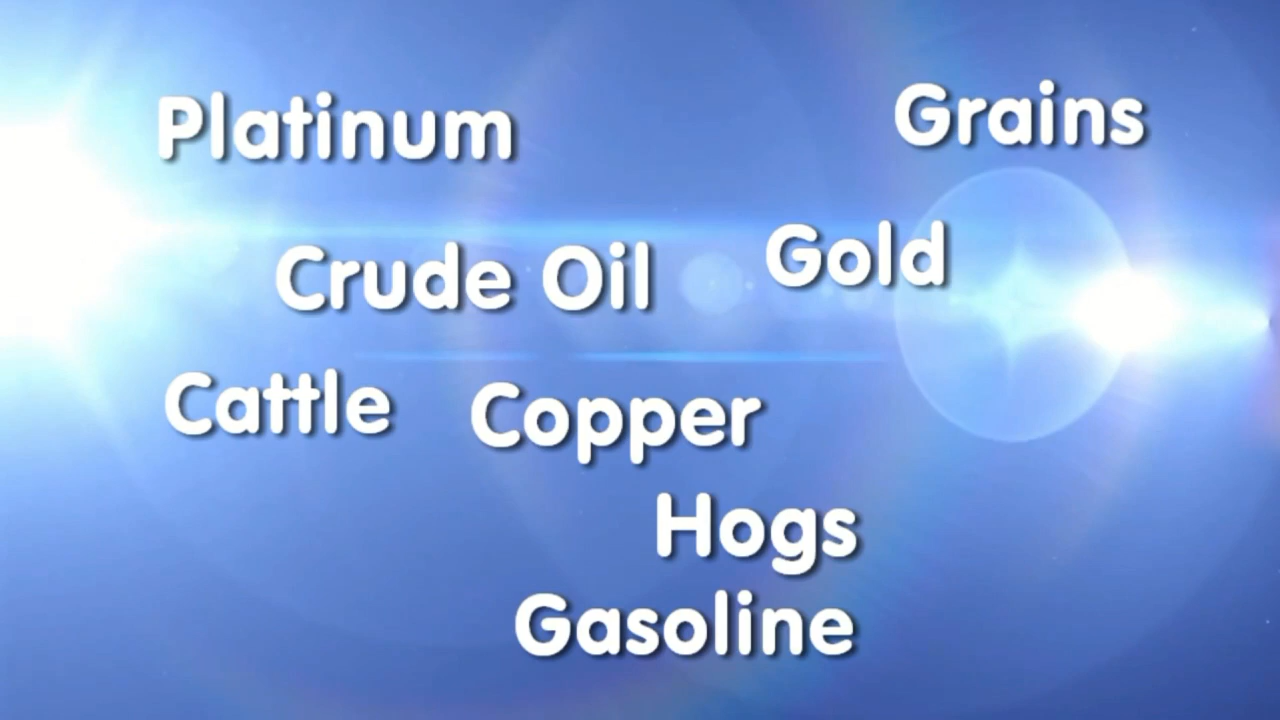 Platinum
Grains
Crude Oil
Gold
Cattle
Copper
Hogs
Gasoline